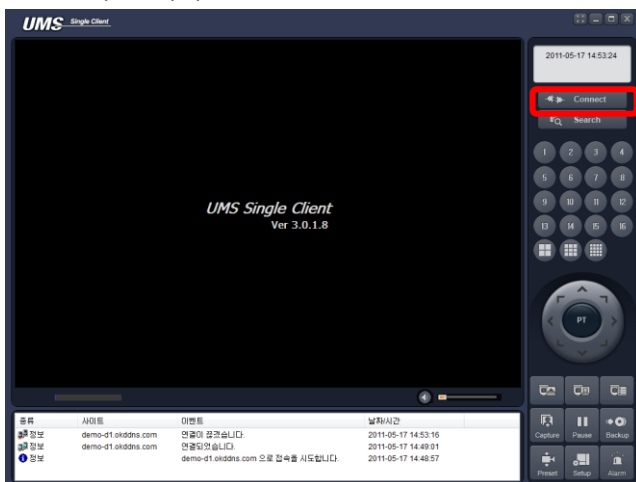 UMS Single Client
2011-05-17 14:53:24
Connect
Search
1 2 3 4
5 6 7 8
9 10 11 12
13 14 15 16
UMS Single Client
Ver 3.0.1.8
PT
Capture Pause Backup
Preset Setup Alarm
종류 사이트 이벤트 날짜/시간
정보 demo-d1.okddns.com 연결이 끊겼습니다. 2011-05-17 14:53:16
정보 demo-d1.okddns.com 연결되었습니다. 2011-05-17 14:49:01
정보 demo-d1.okddns.com 으로 접속을 시도합니다. 2011-05-17 14:48:57